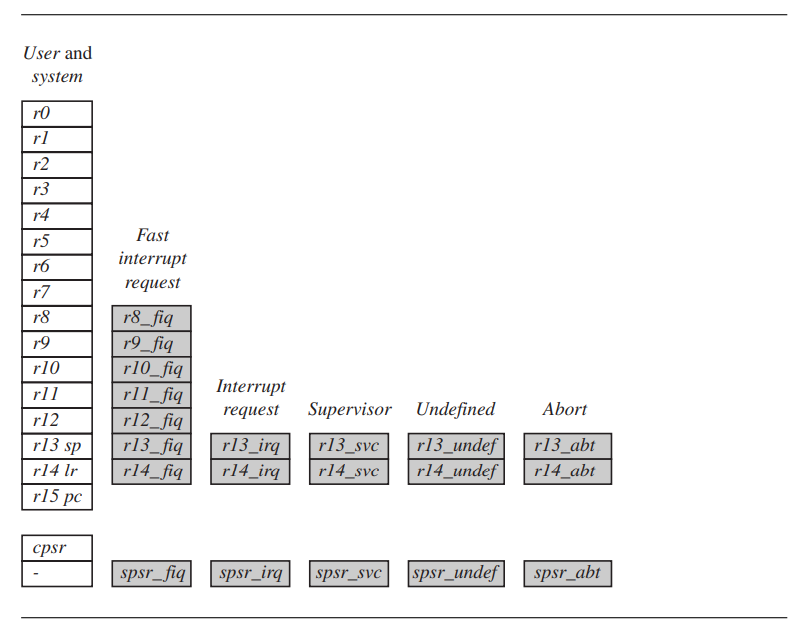 User and
system
r0
r1
r2
r3
r4
r5
r6
r7
r8
r9
r10
r11
r12
r13 sp
r14 lr
r15 pc
cpsr
-
Fast
interrupt
request
r8_fiq
r9_fiq
r10_fiq
r11_fiq
r12_fiq
r13_fiq
r14_fiq
spsr_fiq
Interrupt
request
r13_irq
r14_irq
spsr_irq
Supervisor
r13_svc
r14_svc
spsr_svc
Undefined
r13_undef
r14_undef
spsr_undef
Abort
r13_abt
r14_abt
spsr_abt